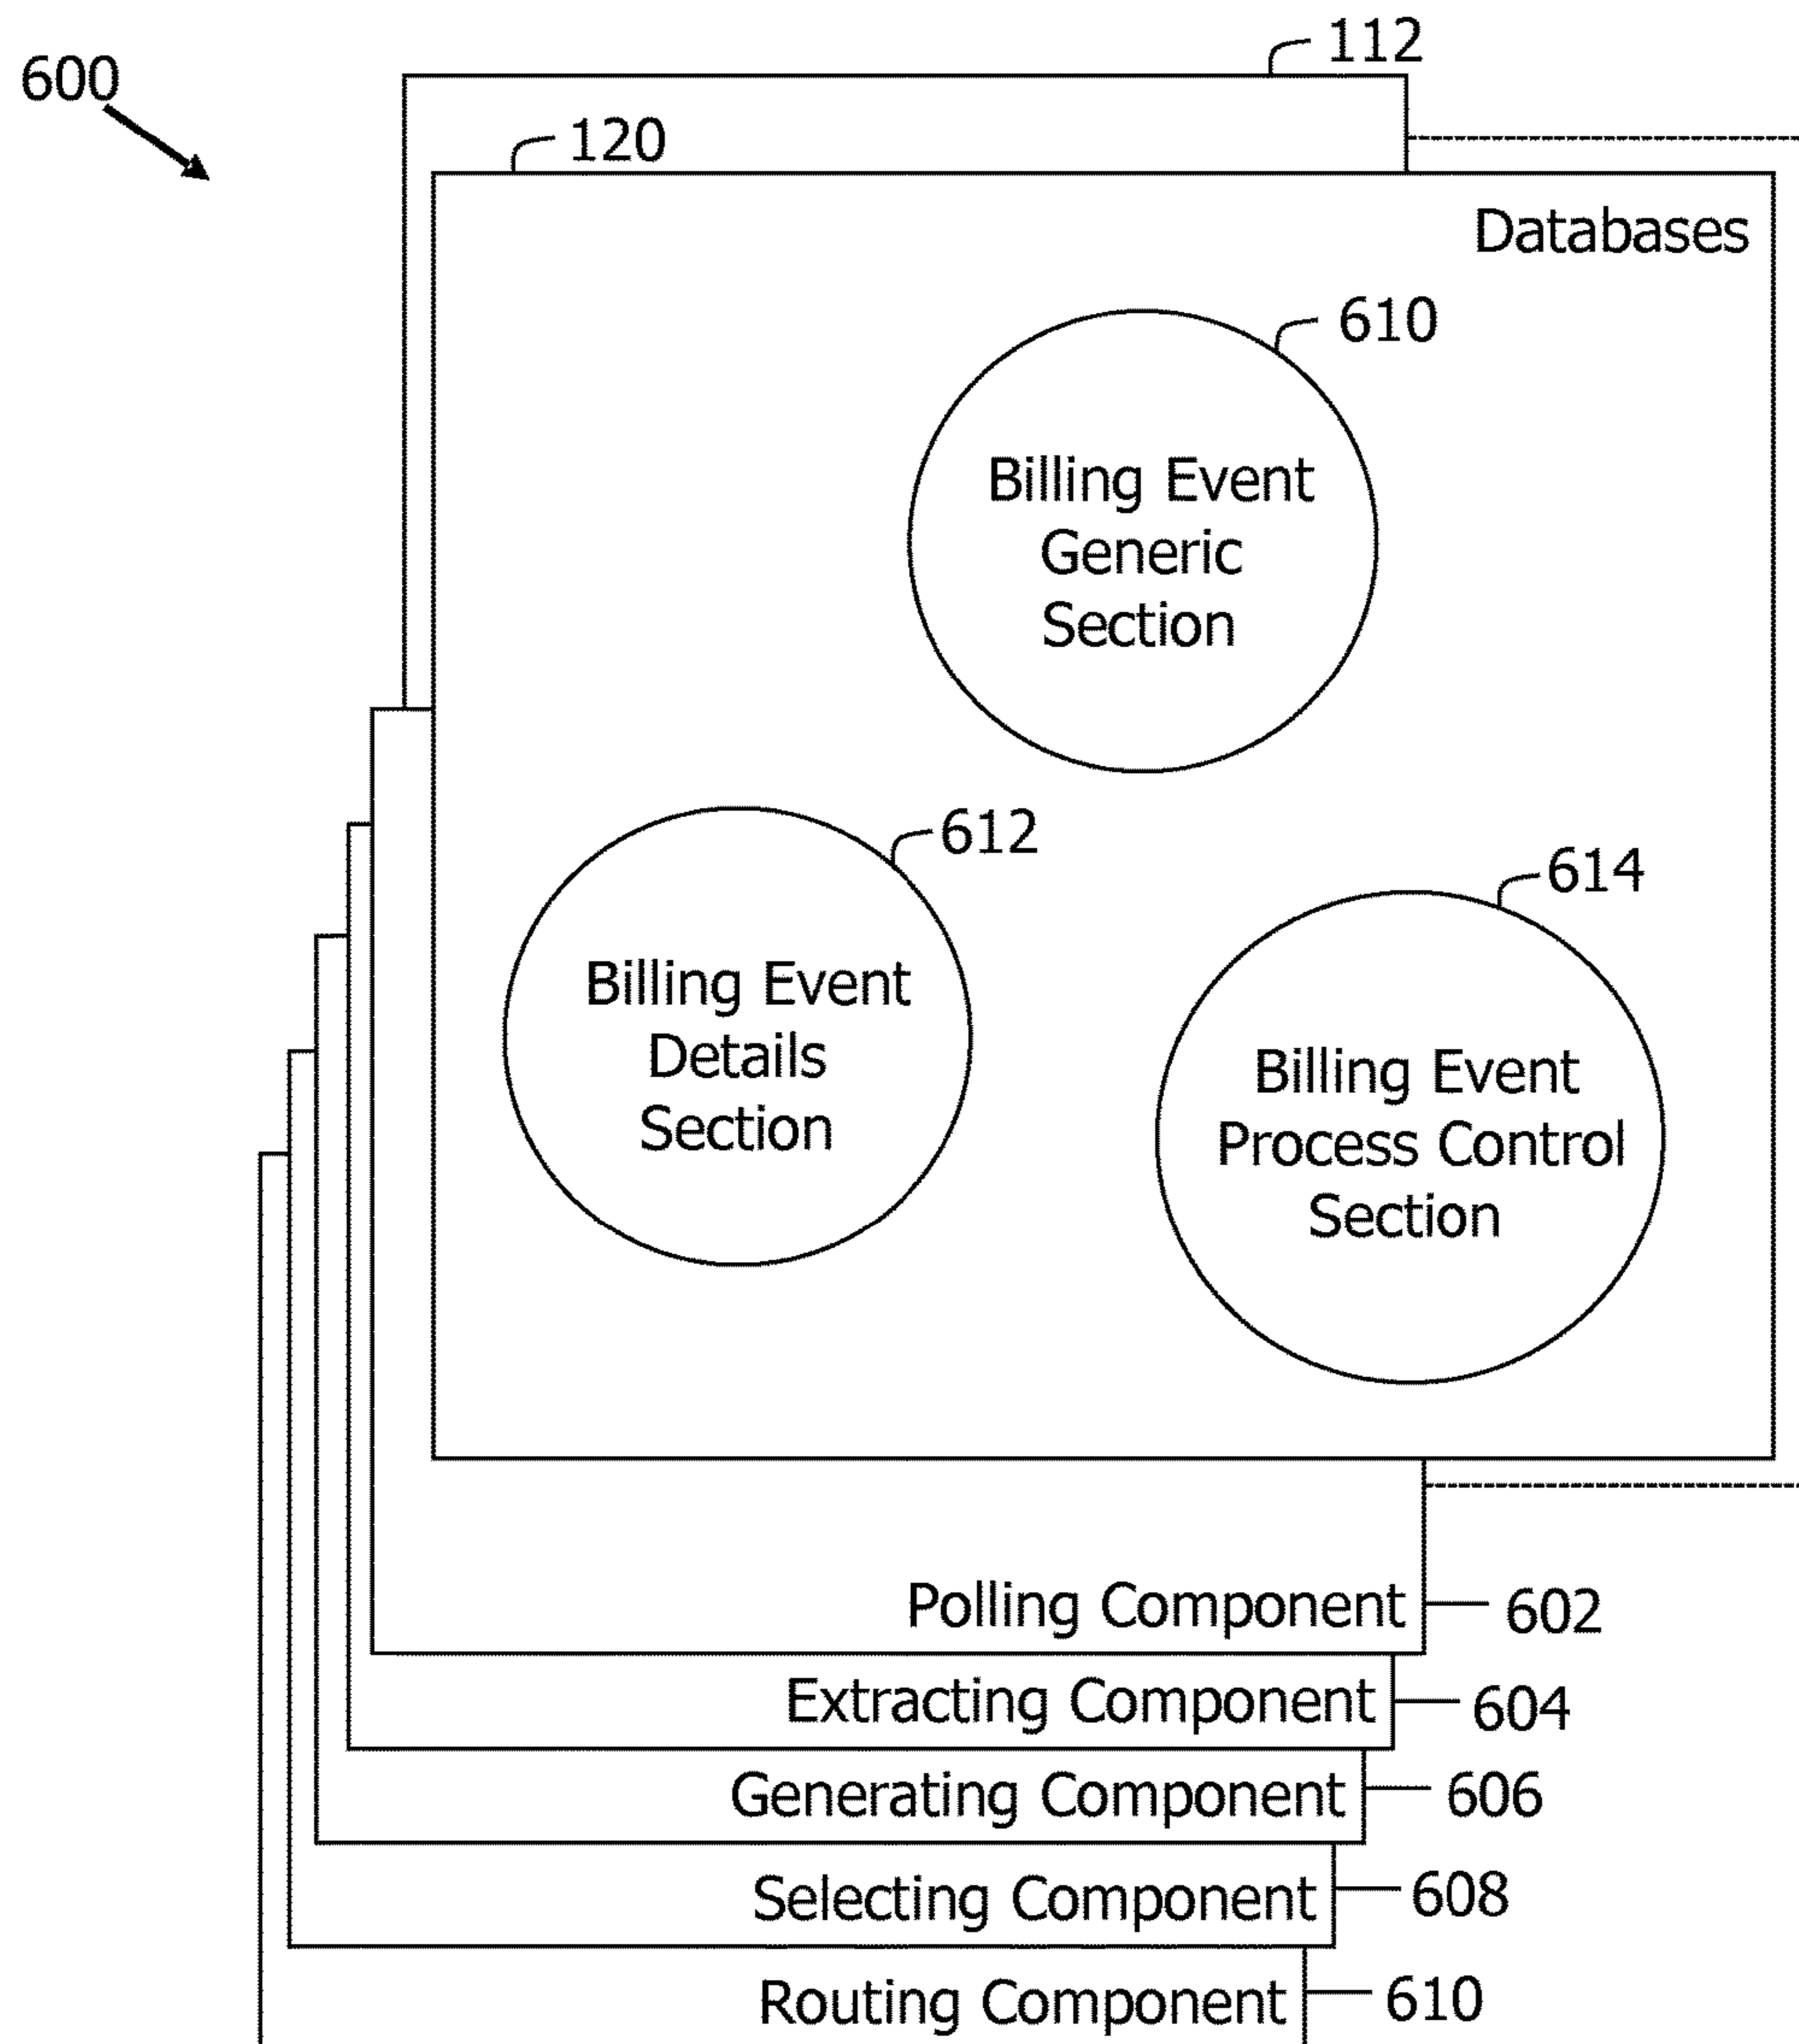 112
600
120
Databases
610
Billing Event
Generic
Section
612
614
Billing Event
Details
Section
Billing Event
Process Control
Section
Polling Component
602
Extracting Component
604
Generating Component
606
Selecting Component
608
Routing Component
610